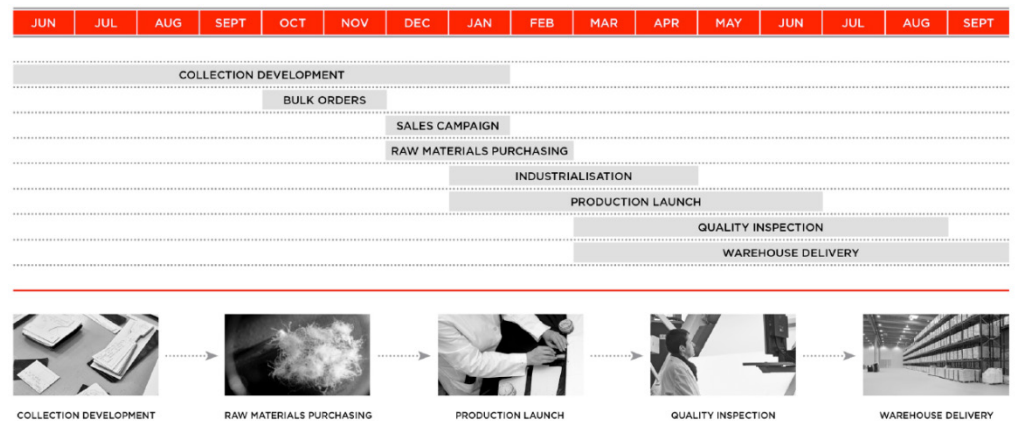 JUN JUL AUG SEPT OCT NOV DEC JAN FEB MAR APR MAY JUN JUL AUG SEPT
COLLECTION DEVELOPMENT
BULK ORDERS
SALES CAMPAIGN
RAW MATERIALS PURCHASING
INDUSTRIALISATION
PRODUCTION LAUNCH
QUALITY INSPECTION
WAREHOUSE DELIVERY
COLLECTION DEVELOPMENT RAW MATERIALS PURCHASING PRODUCTION LAUNCH QUALITY INSPECTION WAREHOUSE DELIVERY